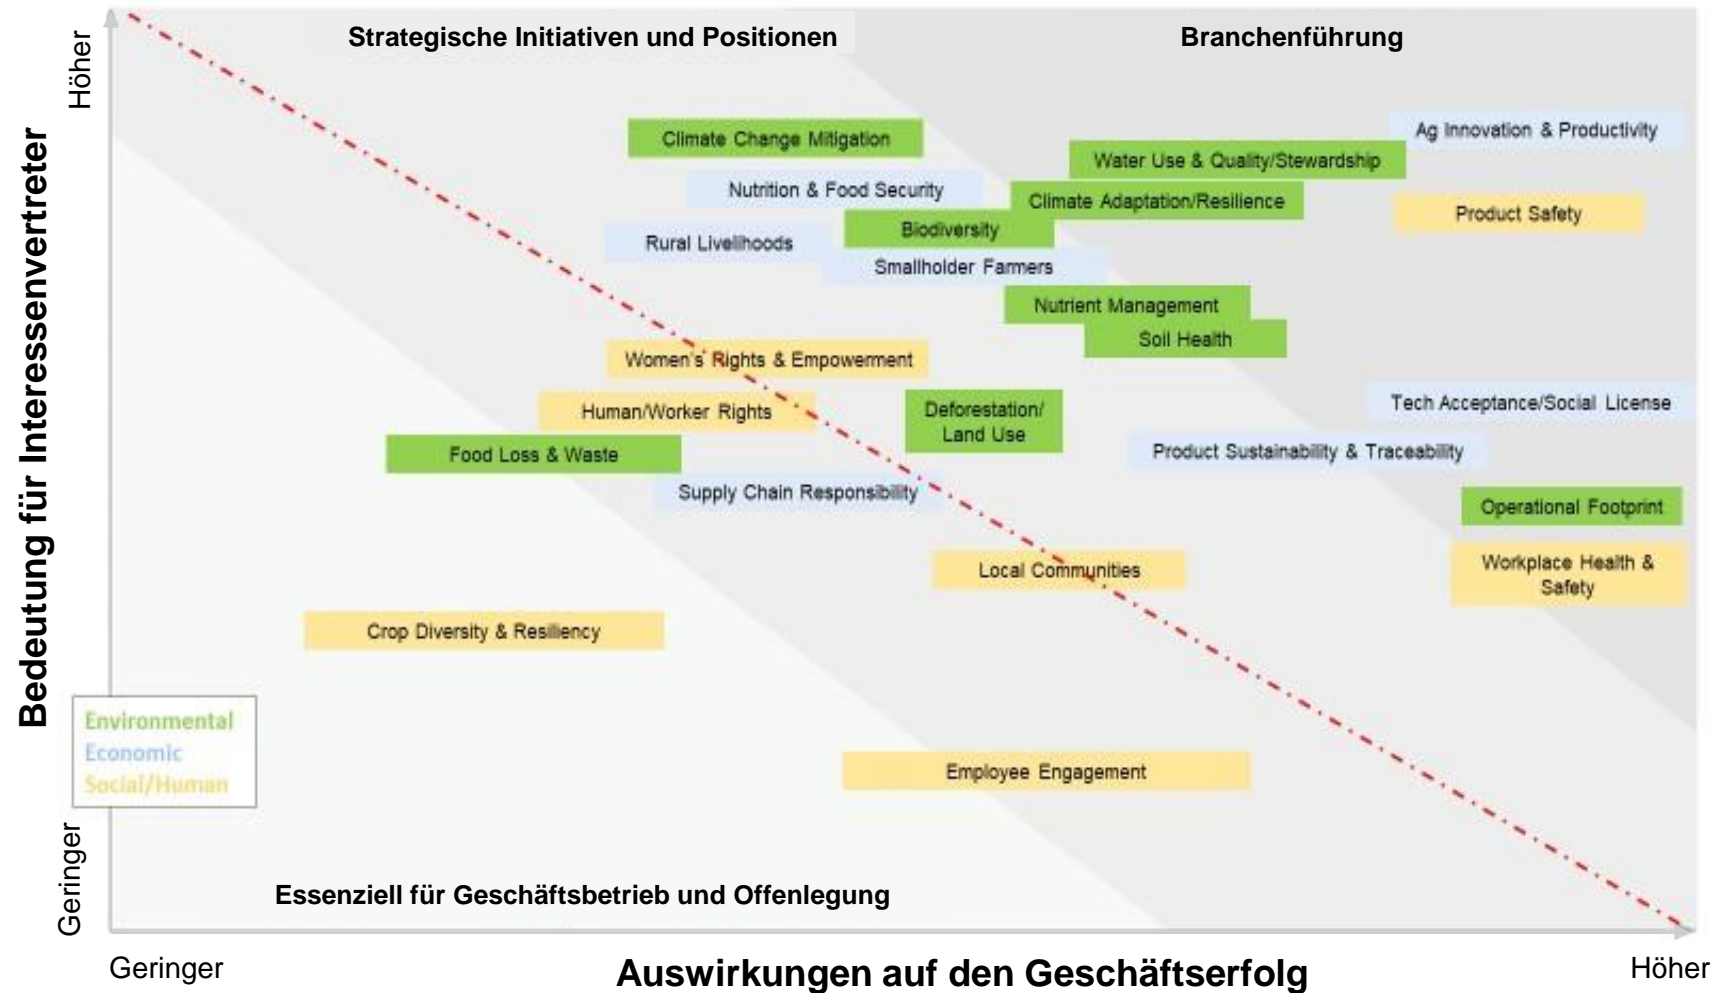 Strategische Initiativen und Positionen
Branchenführung
Höher
Bedeutung für Interessenvertreter
Geringer
Climate Change Mitigation
Ag Innovation & Productivity
Water Use & Quality/Stewardship
Nutrition & Food Security
Climate Adaptation/Resilience
Product Safety
Biodiversity
Rural Livelihoods
Smallholder Farmers
Nutrient Management
Soil Health
Women's Rights & Empowerment
Human/Worker Rights
Deforestation/
Land Use
Tech Acceptance/Social License
Food Loss & Waste
Product Sustainability & Traceability
Supply Chain Responsibility
Operational Footprint
Local Communities
Workplace Health &
Safety
Crop Diversity & Resiliency
Environmental
Economic
Social/Human
Employee Engagement
Essenziell für Geschäftsbetrieb und Offenlegung
Geringer
Auswirkungen auf den Geschäftserfolg
Höher